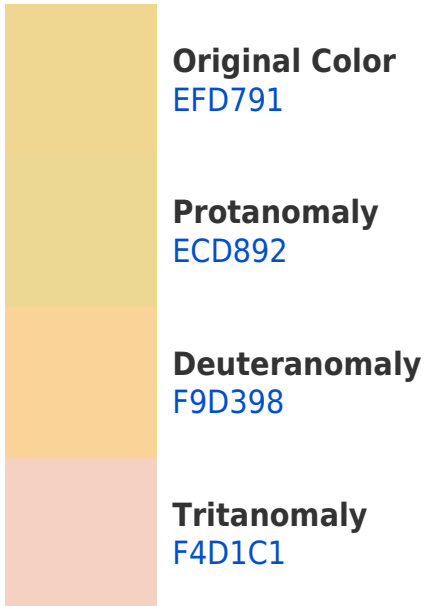 Original Color
EFD791
Protanomaly
ECD892
Deuteranomaly
F9D398
Tritanomaly
F4D1C1